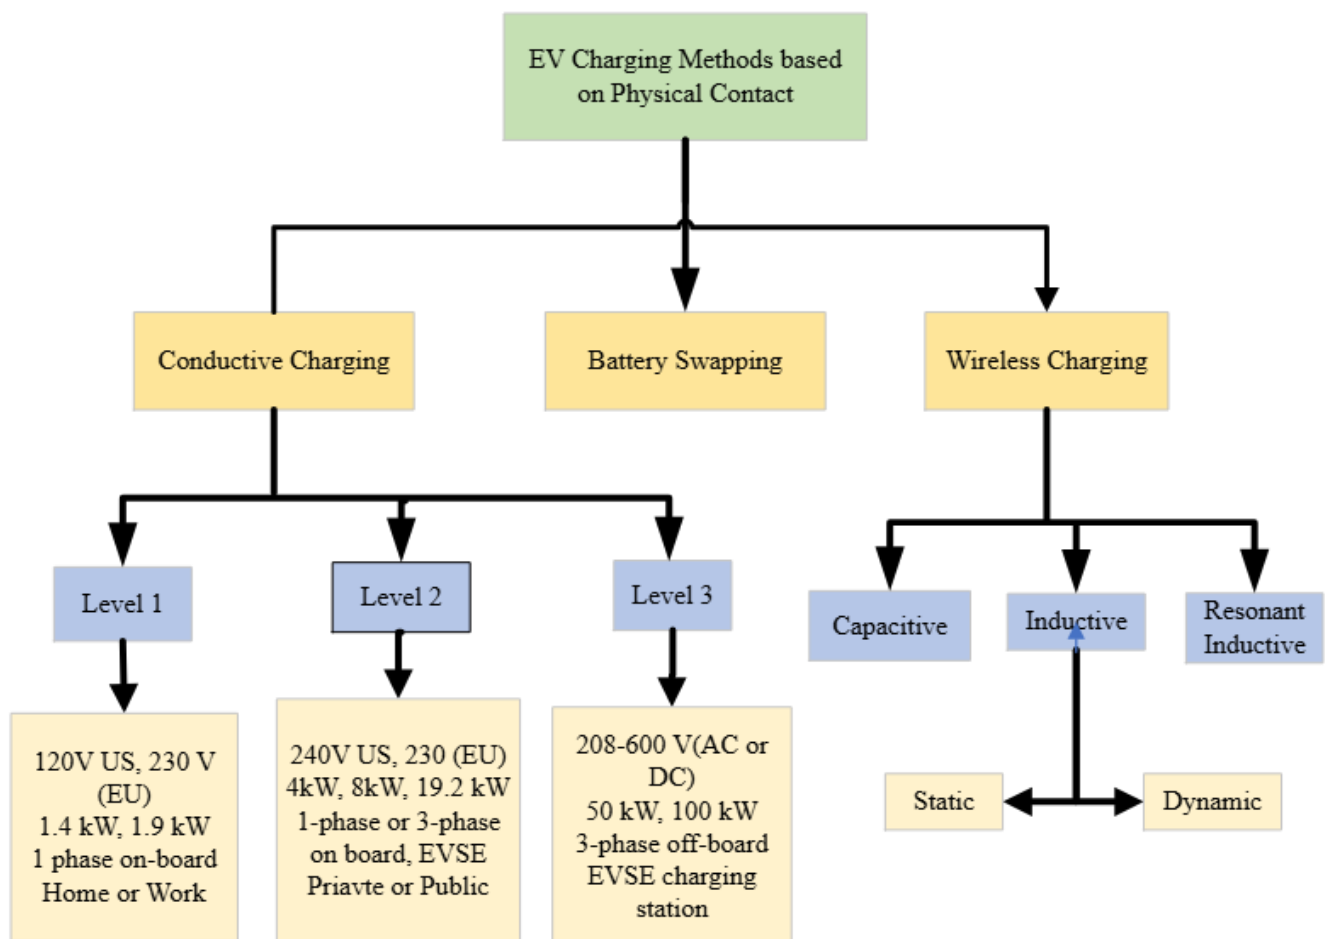 EV Charging Methods based
on Physical Contact
Conductive Charging
Battery Swapping
Wireless Charging
Level 1
Level 2
Level 3
Capacitive
Inductive
Resonant
Inductive
120V US, 230 V
(EU)
1.4 kW, 1.9 kW
1 phase on-board
Home or Work
240V US, 230 (EU)
4kW, 8kW, 19.2 kW
1-phase or 3-phase
on board, EVSE
Priavte or Public
208-600 V(AC or
DC)
50 kW, 100 kW
3-phase off-board
EVSE charging
station
Static
Dynamic